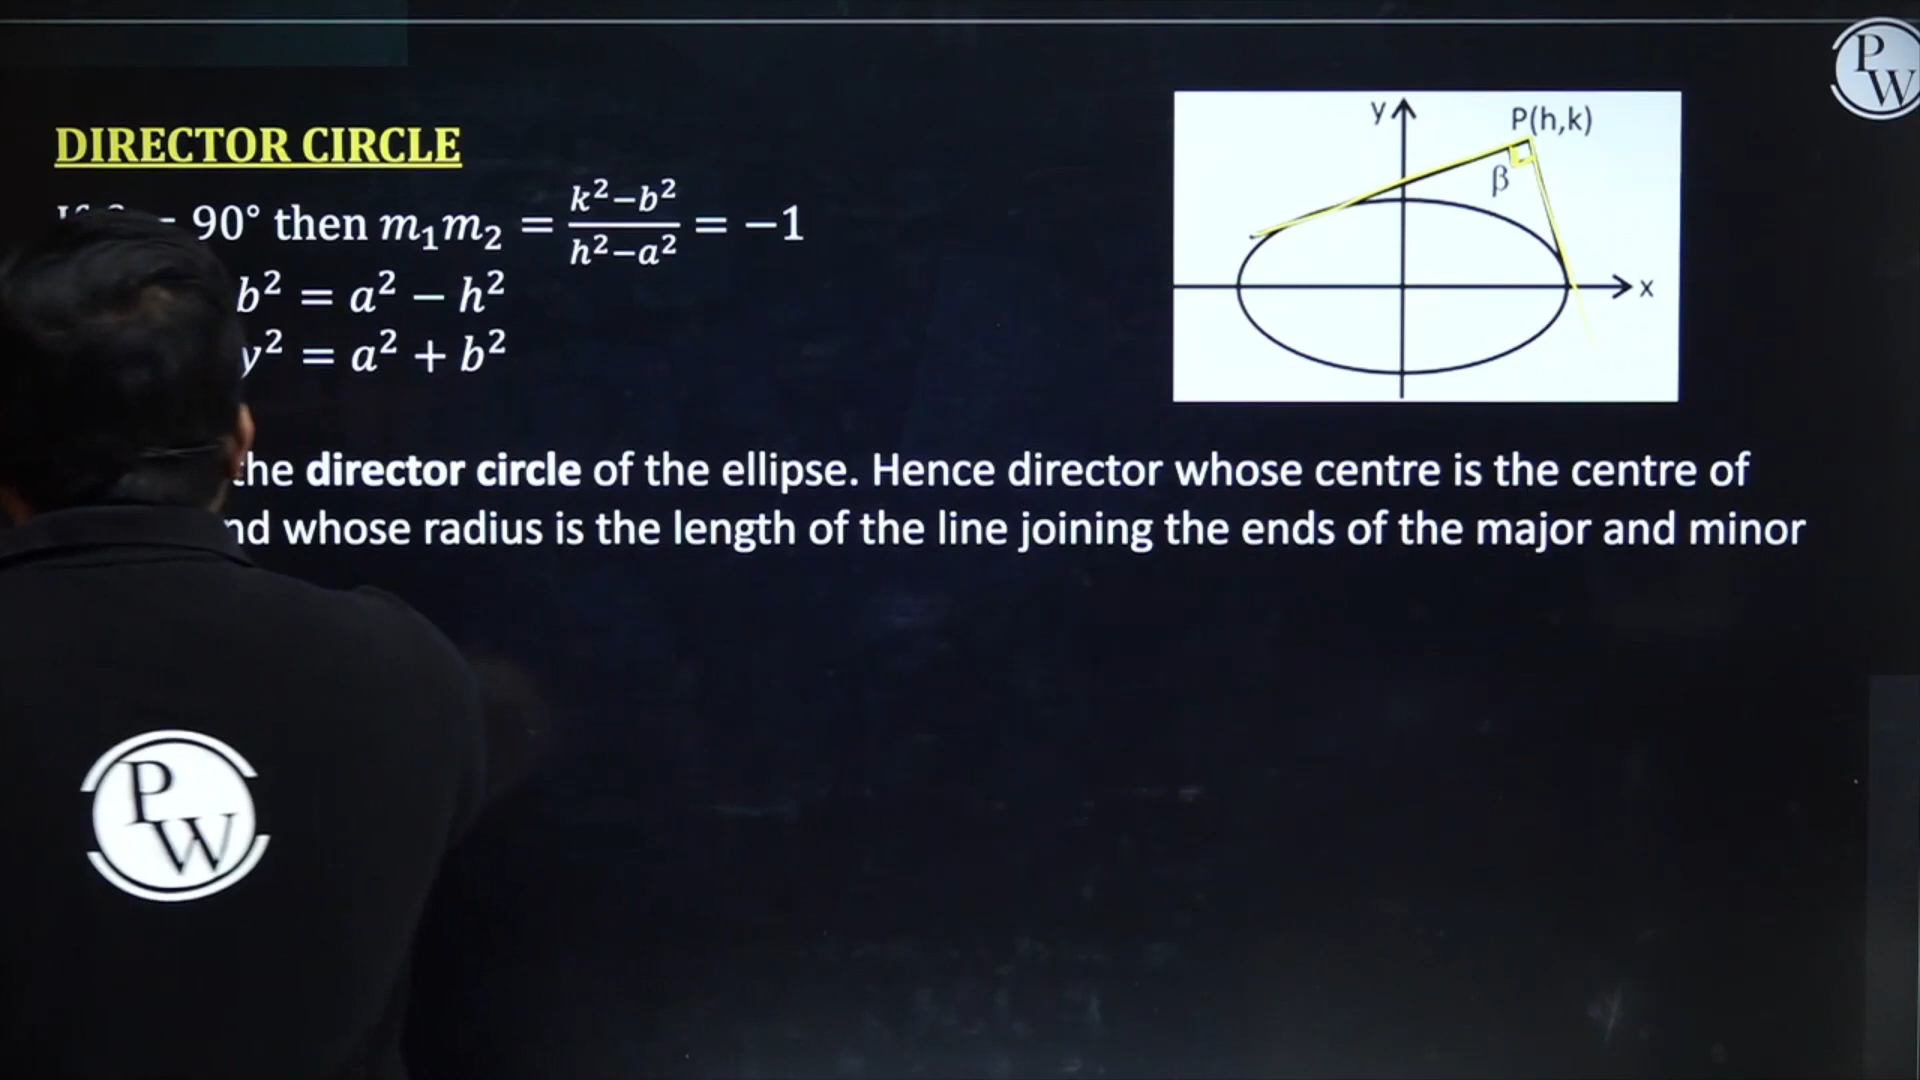 P
W
DIRECTOR CIRCLE
= 90° then m₁m₂ = k²−b²/h²−a² = −1
b² = a² − h²
y² = a² + b²
y
P(h,k)
β
x
the director circle of the ellipse. Hence director whose centre is the centre of
whose radius is the length of the line joining the ends of the major and minor
P
W